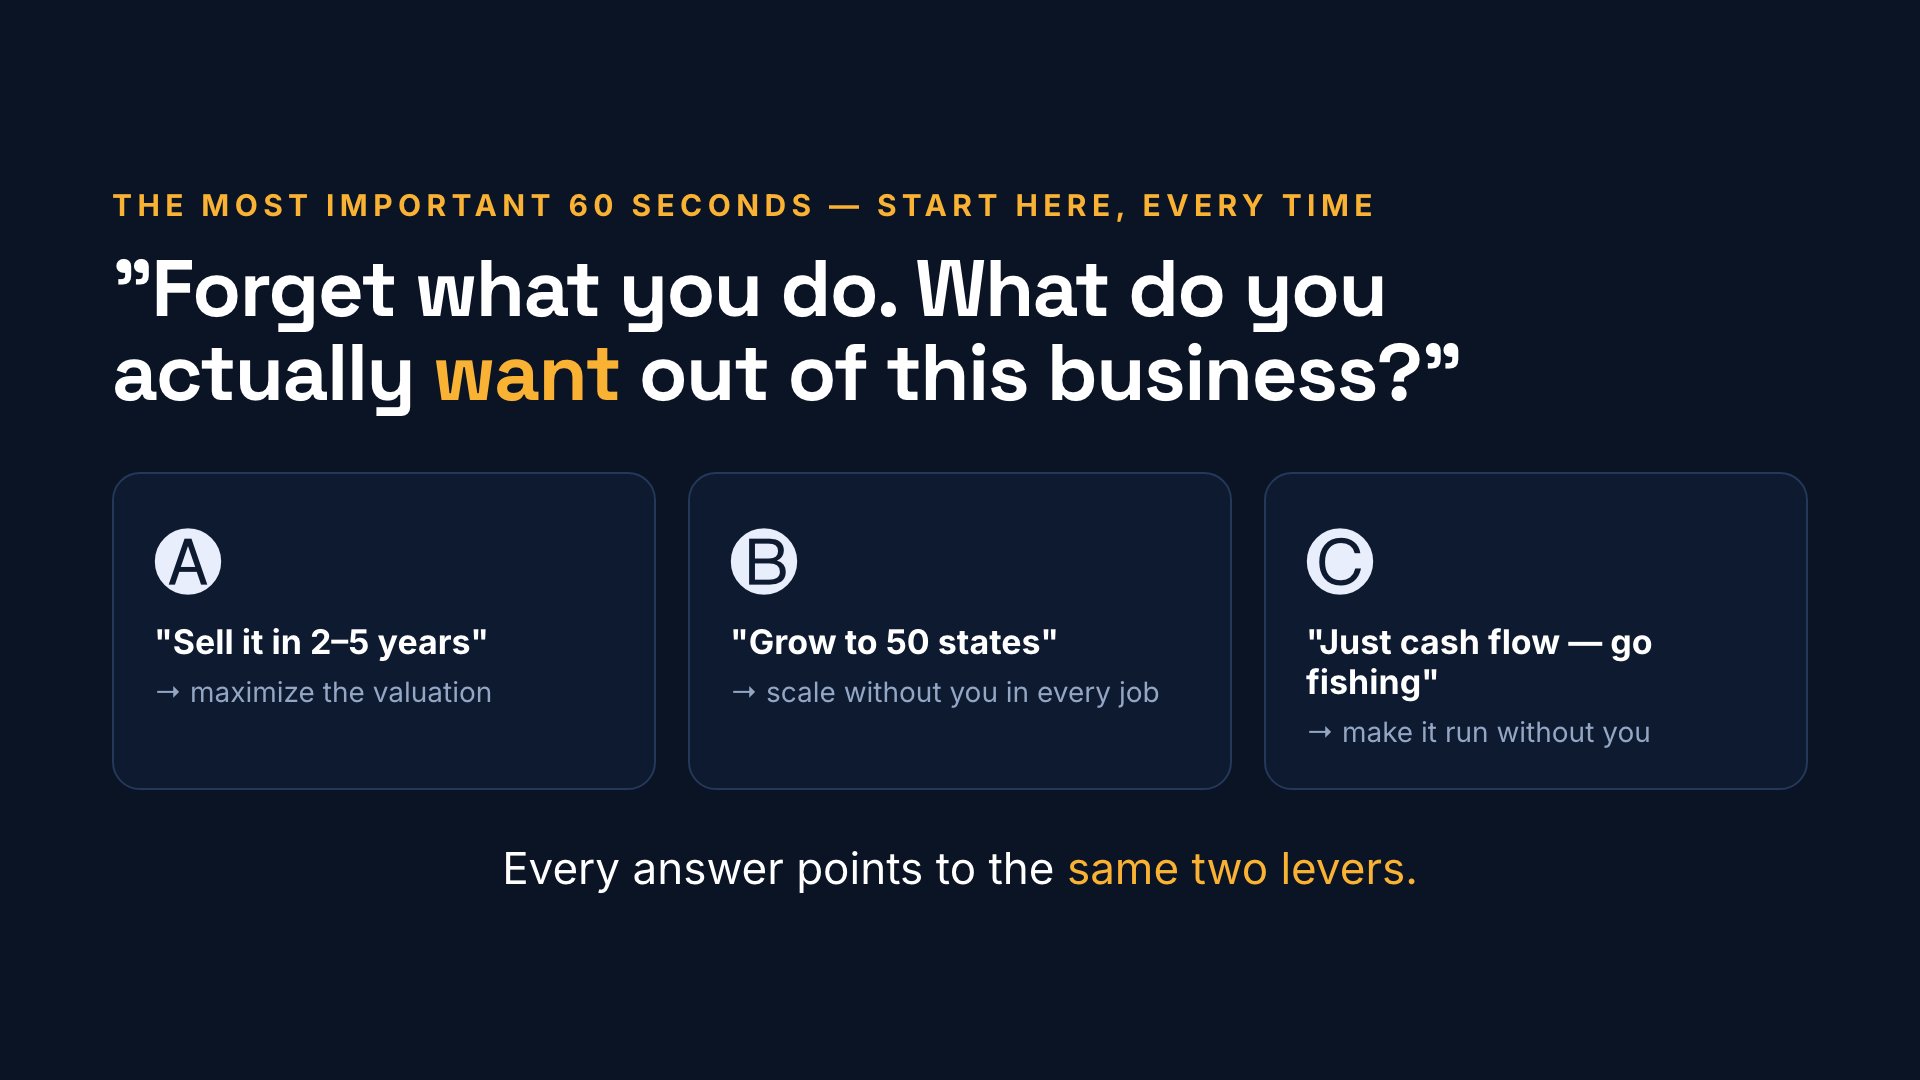 THE MOST IMPORTANT 60 SECONDS — START HERE, EVERY TIME
”Forget what you do. What do you
actually want out of this business?”
A
"Sell it in 2–5 years"
→ maximize the valuation
B
"Grow to 50 states"
→ scale without you in every job
C
"Just cash flow — go
fishing"
→ make it run without you
Every answer points to the same two levers.